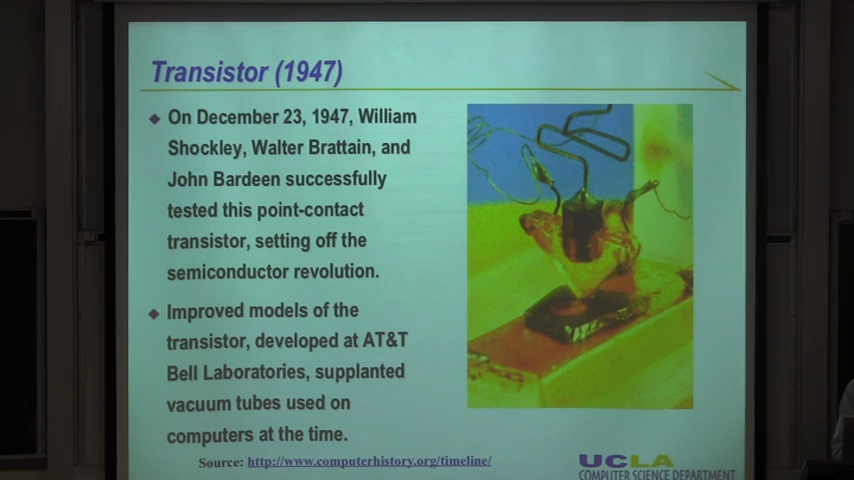 Transistor (1947)
◆ On December 23, 1947, William
Shockley, Walter Brattain, and
John Bardeen successfully
tested this point-contact
transistor, setting off the
semiconductor revolution.
◆ Improved models of the
transistor, developed at AT&T
Bell Laboratories, supplanted
vacuum tubes used on
computers at the time.
Source: http://www.computerhistory.org/timeline/
UCLA
COMPUTER SCIENCE DEPARTMENT